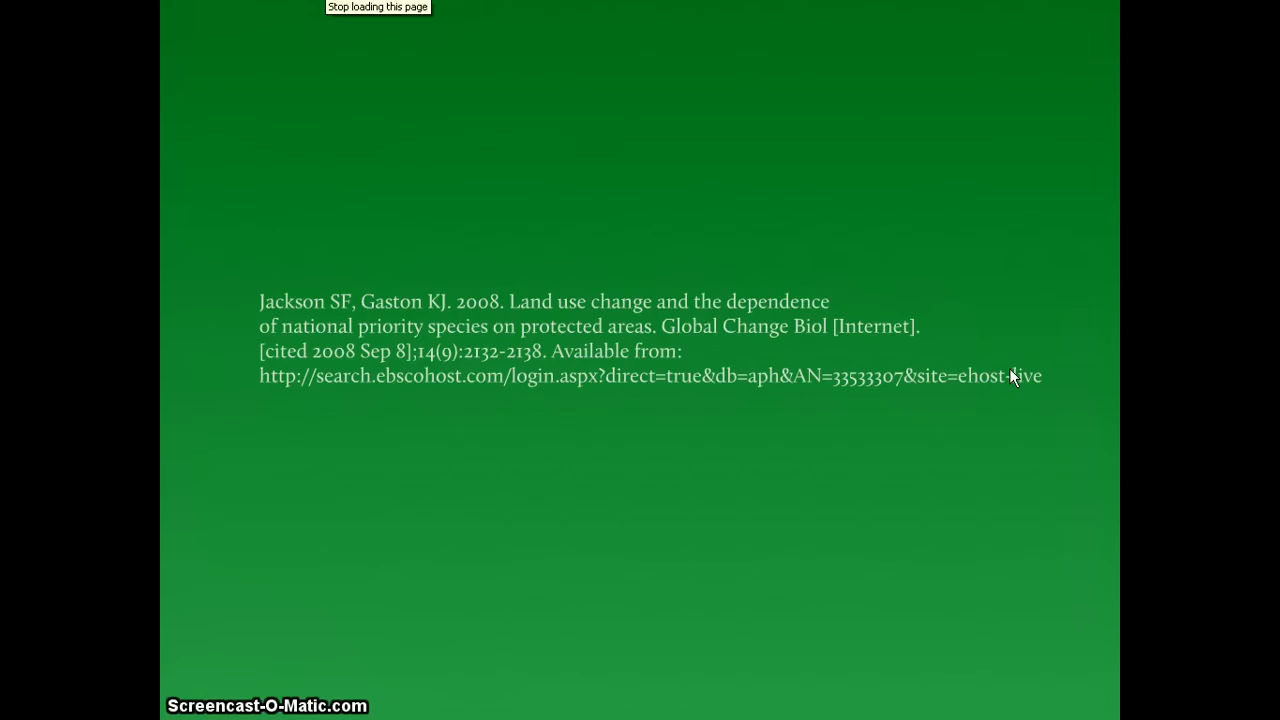 Stop loading this page
Jackson SF, Gaston KJ. 2008. Land use change and the dependence
of national priority species on protected areas. Global Change Biol [Internet].
[cited 2008 Sep 8];14(9):2132-2138. Available from:
http://search.ebscohost.com/login.aspx?direct=true&db=aph&AN=33533307&site=ehost-live
Screencast-O-Matic.com